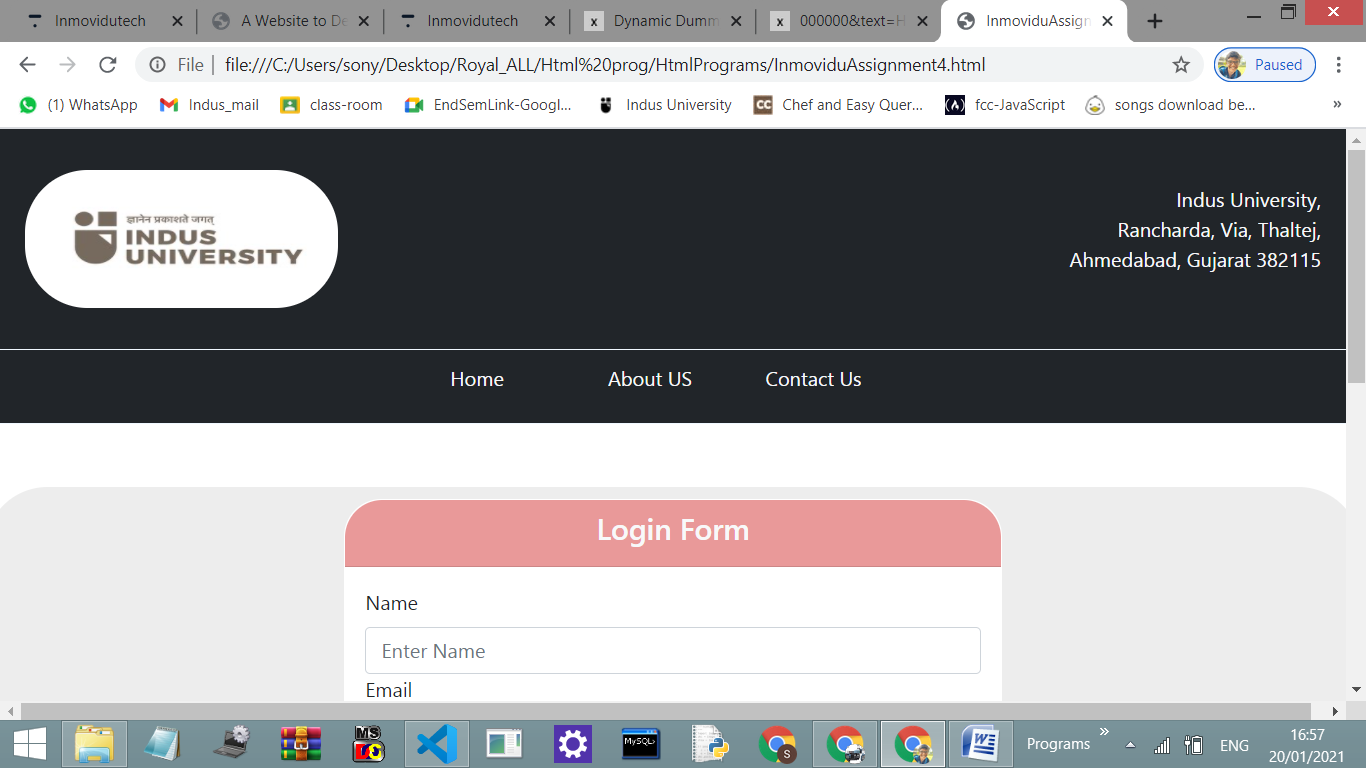 Inmovidutech
A Website to De
Inmovidutech
Dynamic Dumm
000000&text=H
InmoviduAssign
File
file:///C:/Users/sony/Desktop/Royal_ALL/Html%20prog/HtmlPrograms/InmoviduAssignment4.html
Paused
(1) WhatsApp
Indus_mail
class-room
EndSemLink-Googl...
Indus University
CC
Chef and Easy Quer...
fcc-JavaScript
songs download be...
»
ज्ञानेन प्रकाशते जगत्
INDUS
UNIVERSITY
Indus University,
Rancharda, Via, Thaltej,
Ahmedabad, Gujarat 382115
Home
About US
Contact Us
Login Form
Name
Enter Name
Email
MS
MySQL>
S
W
Programs
»
ENG
16:57
20/01/2021